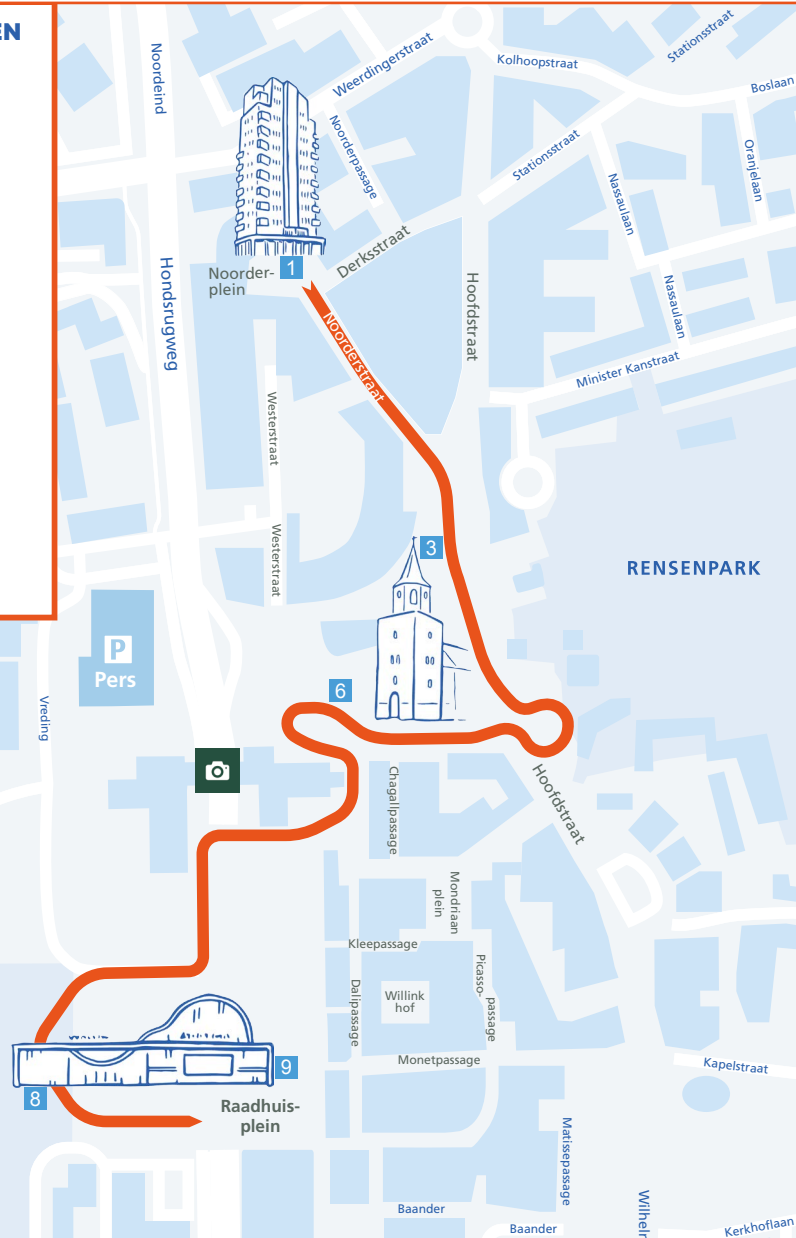 EN
Noordeind
Weerdingerstraat
Kolhoopstraat
Stationsstraat
Boslaan
Noorderpassage
Stationsstraat
Oranjelaan
Nassaulaan
Derksstraat
1
Noorder-
plein
Hondsrugweg
Hoofdstraat
Nassaulaan
Noorderstraat
Minister Kanstraat
Westerstraat
Westerstraat
3
RENSENPARK
P
Pers
6
Vreding
Chagallpassage
Hoofdstraat
Mondriaan
plein
Kleepassage
Dalipassage
Willink
hof
Picasso-
passage
Monetpassage
9
8
Raadhuis-
plein
Kapelstraat
Matissepassage
Baander
Baander
Kerkhoflaan